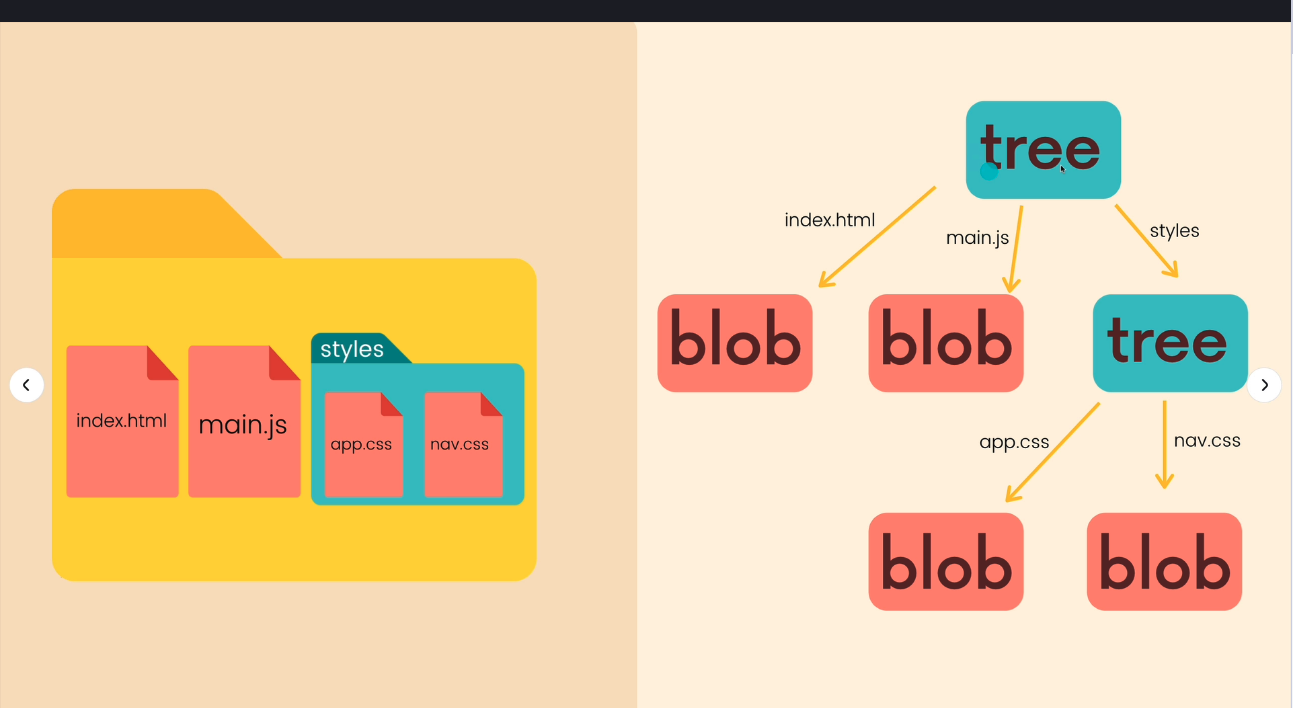 styles
index.html
main.js
app.css
nav.css
tree
index.html
main.js
styles
blob
blob
tree
app.css
nav.css
blob
blob